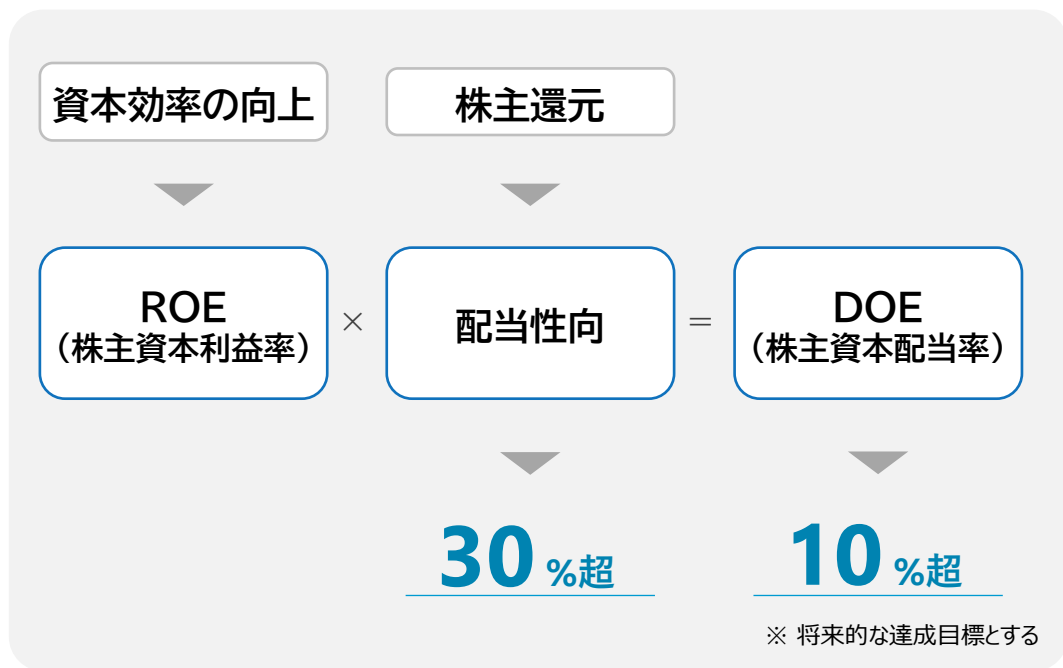 資本効率の向上
株主還元
ROE
（株主資本利益率）
×
配当性向
＝
DOE
（株主資本配当率）
30%超
10%超
※ 将来的な達成目標とする